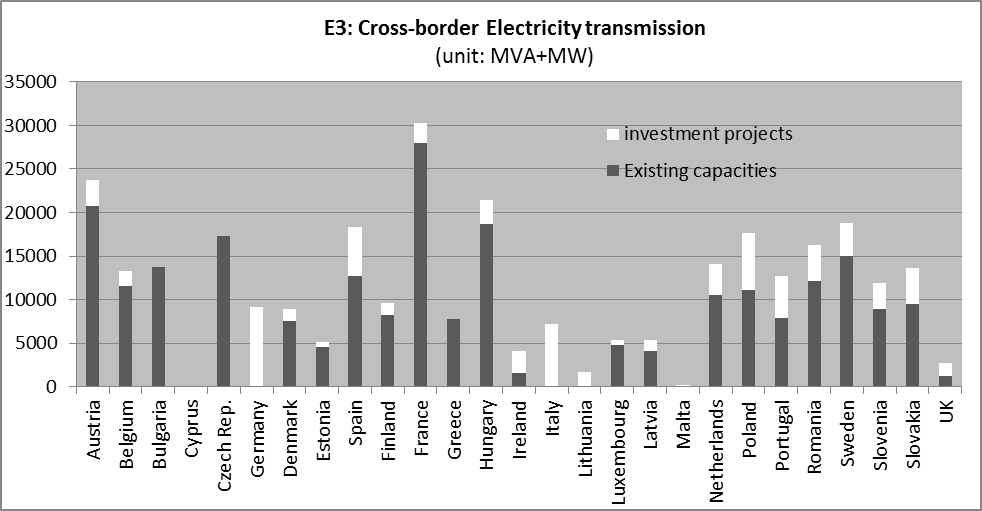 E3: Cross-border Electricity transmission
(unit: MVA+MW)
35000
30000
25000
20000
15000
10000
5000
0
investment projects
Existing capacities
Austria
Belgium
Bulgaria
Cyprus
Czech Rep.
Germany
Denmark
Estonia
Spain
Finland
France
Greece
Hungary
Ireland
Italy
Lithuania
Luxembourg
Latvia
Malta
Netherlands
Poland
Portugal
Romania
Sweden
Slovenia
Slovakia
UK